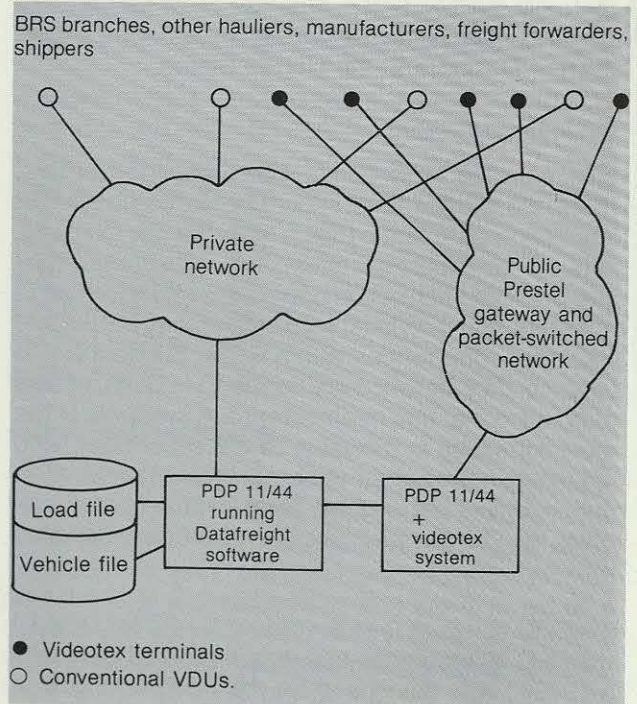 BRS branches, other hauliers, manufacturers, freight forwarders,
shippers
Private
network
Public
Prestel
gateway and
packet-switched
network
Load file
Vehicle file
PDP 11/44
running
Datafreight
software
PDP 11/44
+
videotex
system
Videotex terminals
Conventional VDUs.